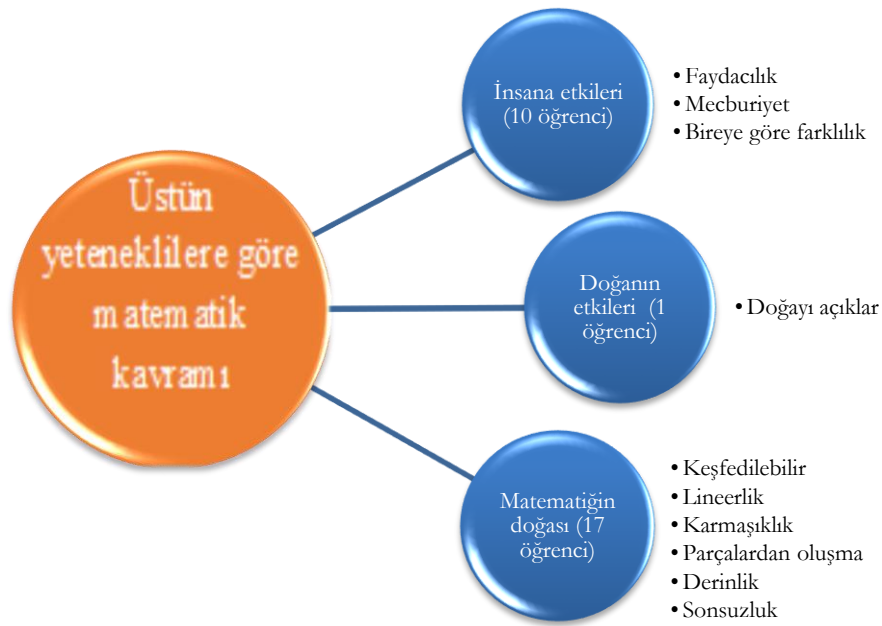 Üstün
yeteneklilere göre
matematik
kavramı
İnsana etkileri
(10 öğrenci)
• Faydacılık
• Mecburiyet
• Bireye göre farklılık
Doğanın
etkileri (1
öğrenci)
• Doğayı açıklar
Matematiğin
doğası (17
öğrenci)
• Keşfedilebilir
• Lineerlik
• Karmaşıklık
• Parçalardan oluşma
• Derinlik
• Sonsuzluk